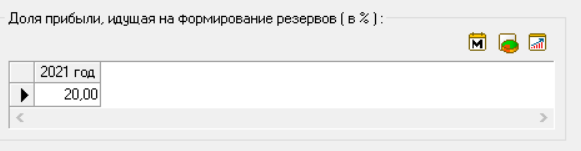 Доля прибыли, идущая на формирование резервов ( в % ) :
M
2021 год
20,00